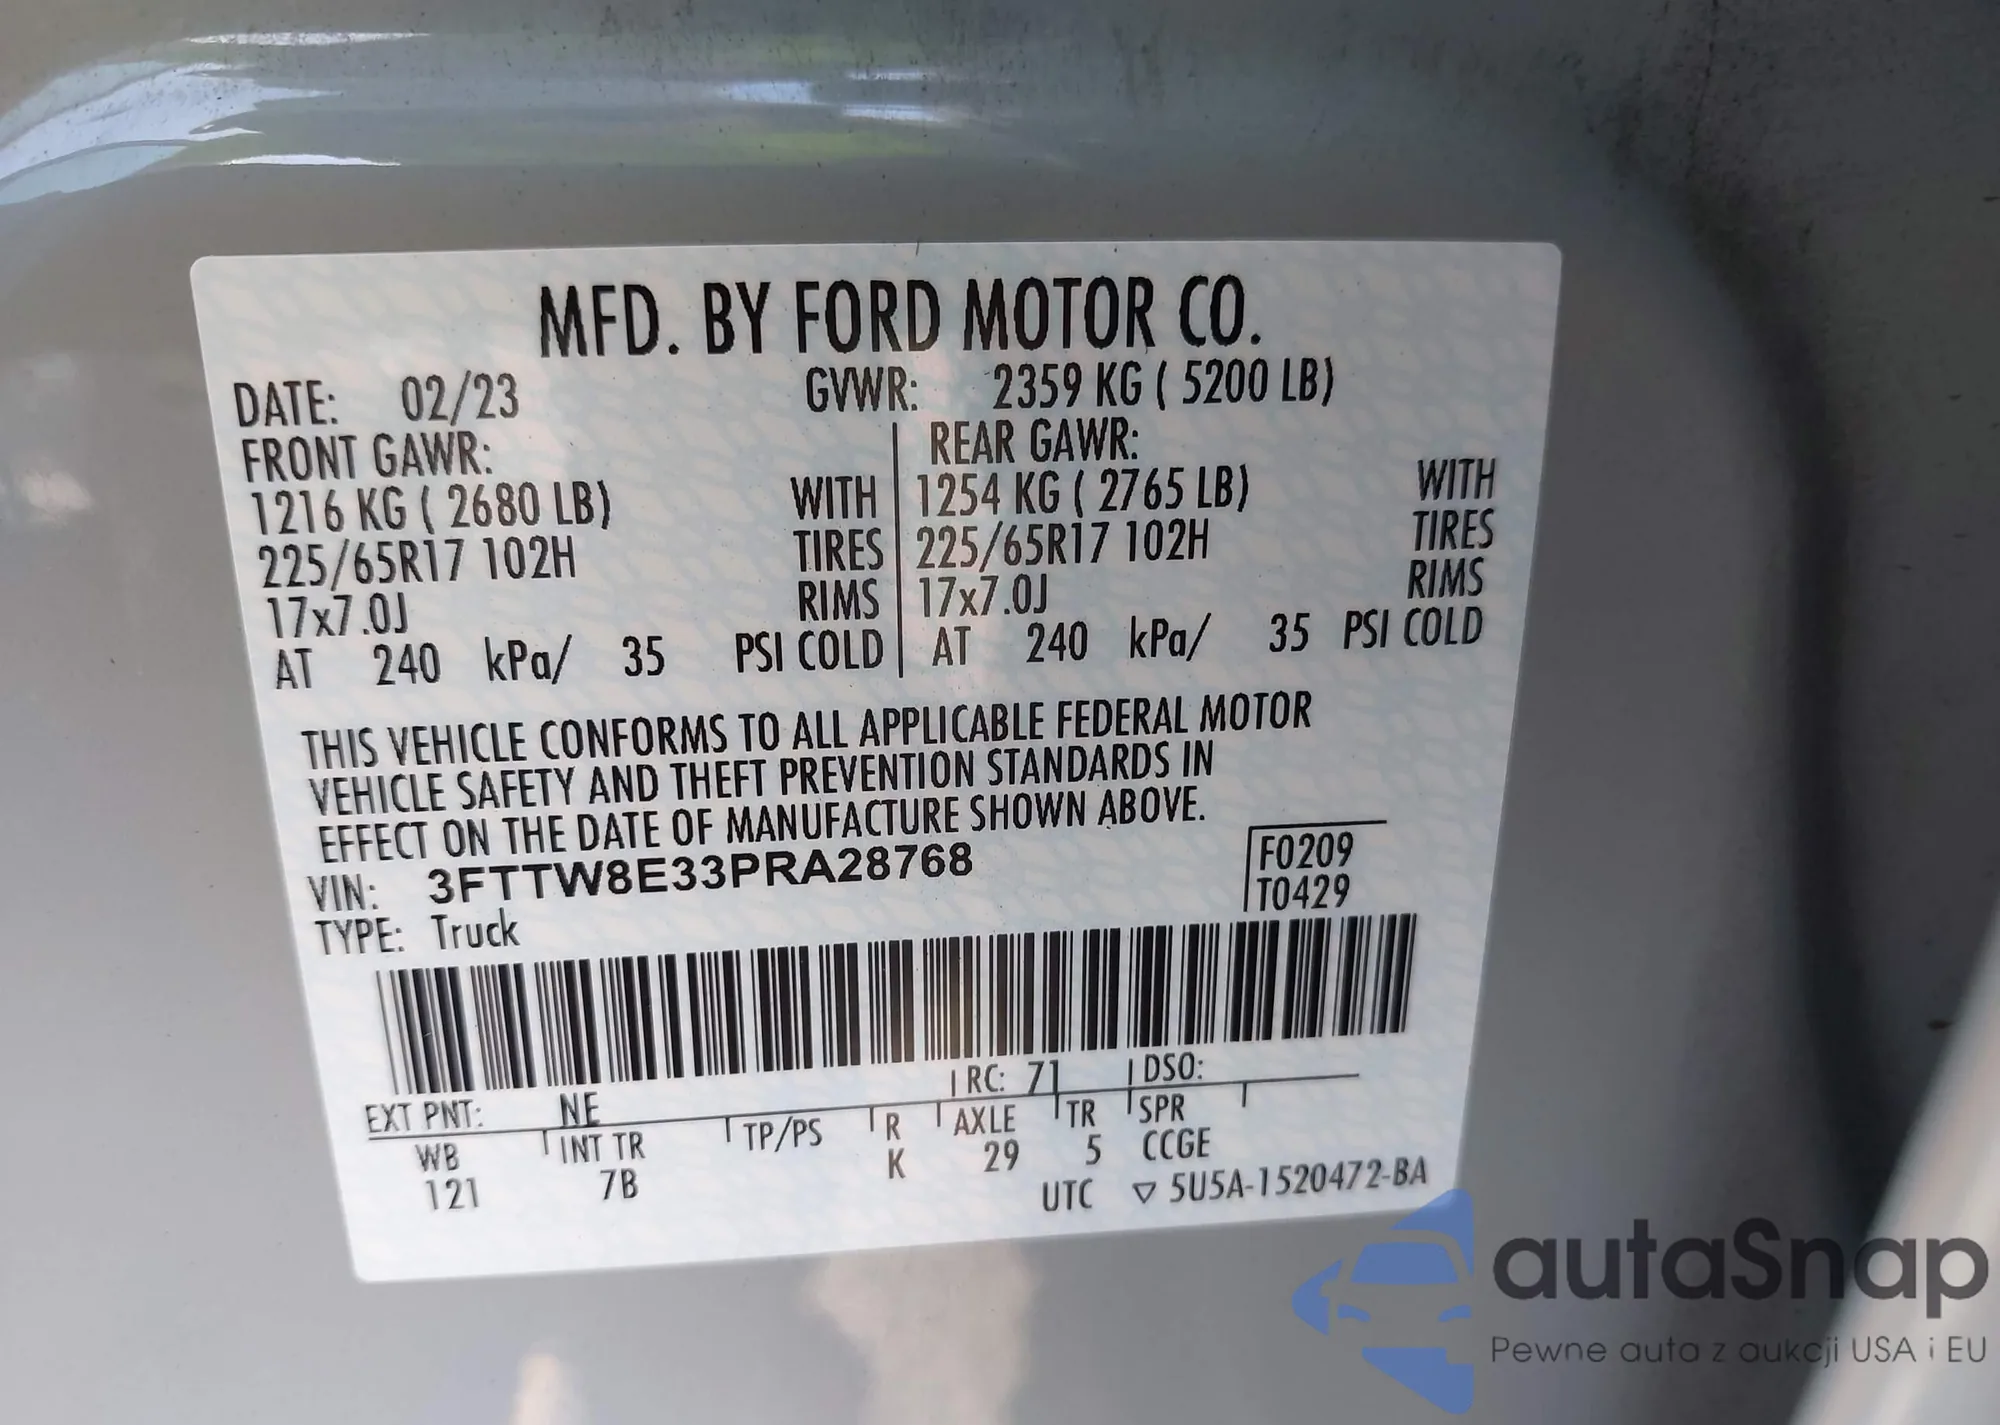 MFD. BY FORD MOTOR CO.
DATE: 02/23 GVWR: 2359 KG ( 5200 LB)
FRONT GAWR: REAR GAWR:
1216 KG ( 2680 LB) WITH 1254 KG ( 2765 LB) WITH
225/65R17 102H TIRES 225/65R17 102H TIRES
17x7.0J RIMS 17x7.0J RIMS
AT 240 kPa/ 35 PSI COLD AT 240 kPa/ 35 PSI COLD
THIS VEHICLE CONFORMS TO ALL APPLICABLE FEDERAL MOTOR
VEHICLE SAFETY AND THEFT PREVENTION STANDARDS IN
EFFECT ON THE DATE OF MANUFACTURE SHOWN ABOVE.
VIN: 3FTTW8E33PRA28768 F0209
TYPE: Truck T0429
EXT PNT: NE RC: 71 DSO:
WB INT TR TP/PS R AXLE TR SPR
121 7B K 29 5 CCGE
UTC ▽ 5U5A-1520472-BA
autaSnap
Pewne auta z aukcji USA i EU